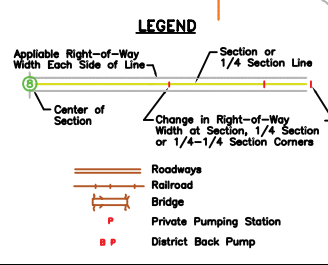 LEGEND
Appliable Right-of-Way
Width Each Side of Line
Section or
1/4 Section Line
8
Center of
Section
Change in Right-of-Way
Width at Section, 1/4 Section
or 1/4-1/4 Section Corners
Roadways
Railroad
Bridge
P Private Pumping Station
B P District Back Pump